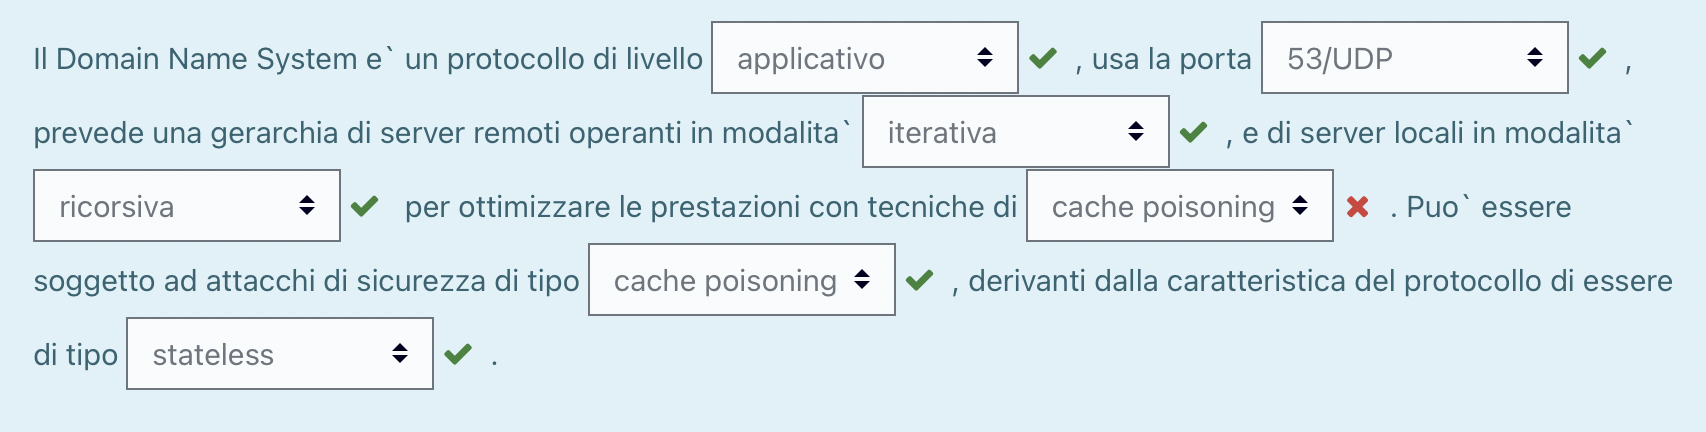 Il Domain Name System e` un protocollo di livello applicativo , usa la porta 53/UDP ,
prevede una gerarchia di server remoti operanti in modalita` iterativa , e di server locali in modalita`
ricorsiva per ottimizzare le prestazioni con tecniche di cache poisoning . Puo` essere
soggetto ad attacchi di sicurezza di tipo cache poisoning , derivanti dalla caratteristica del protocollo di essere
di tipo stateless .